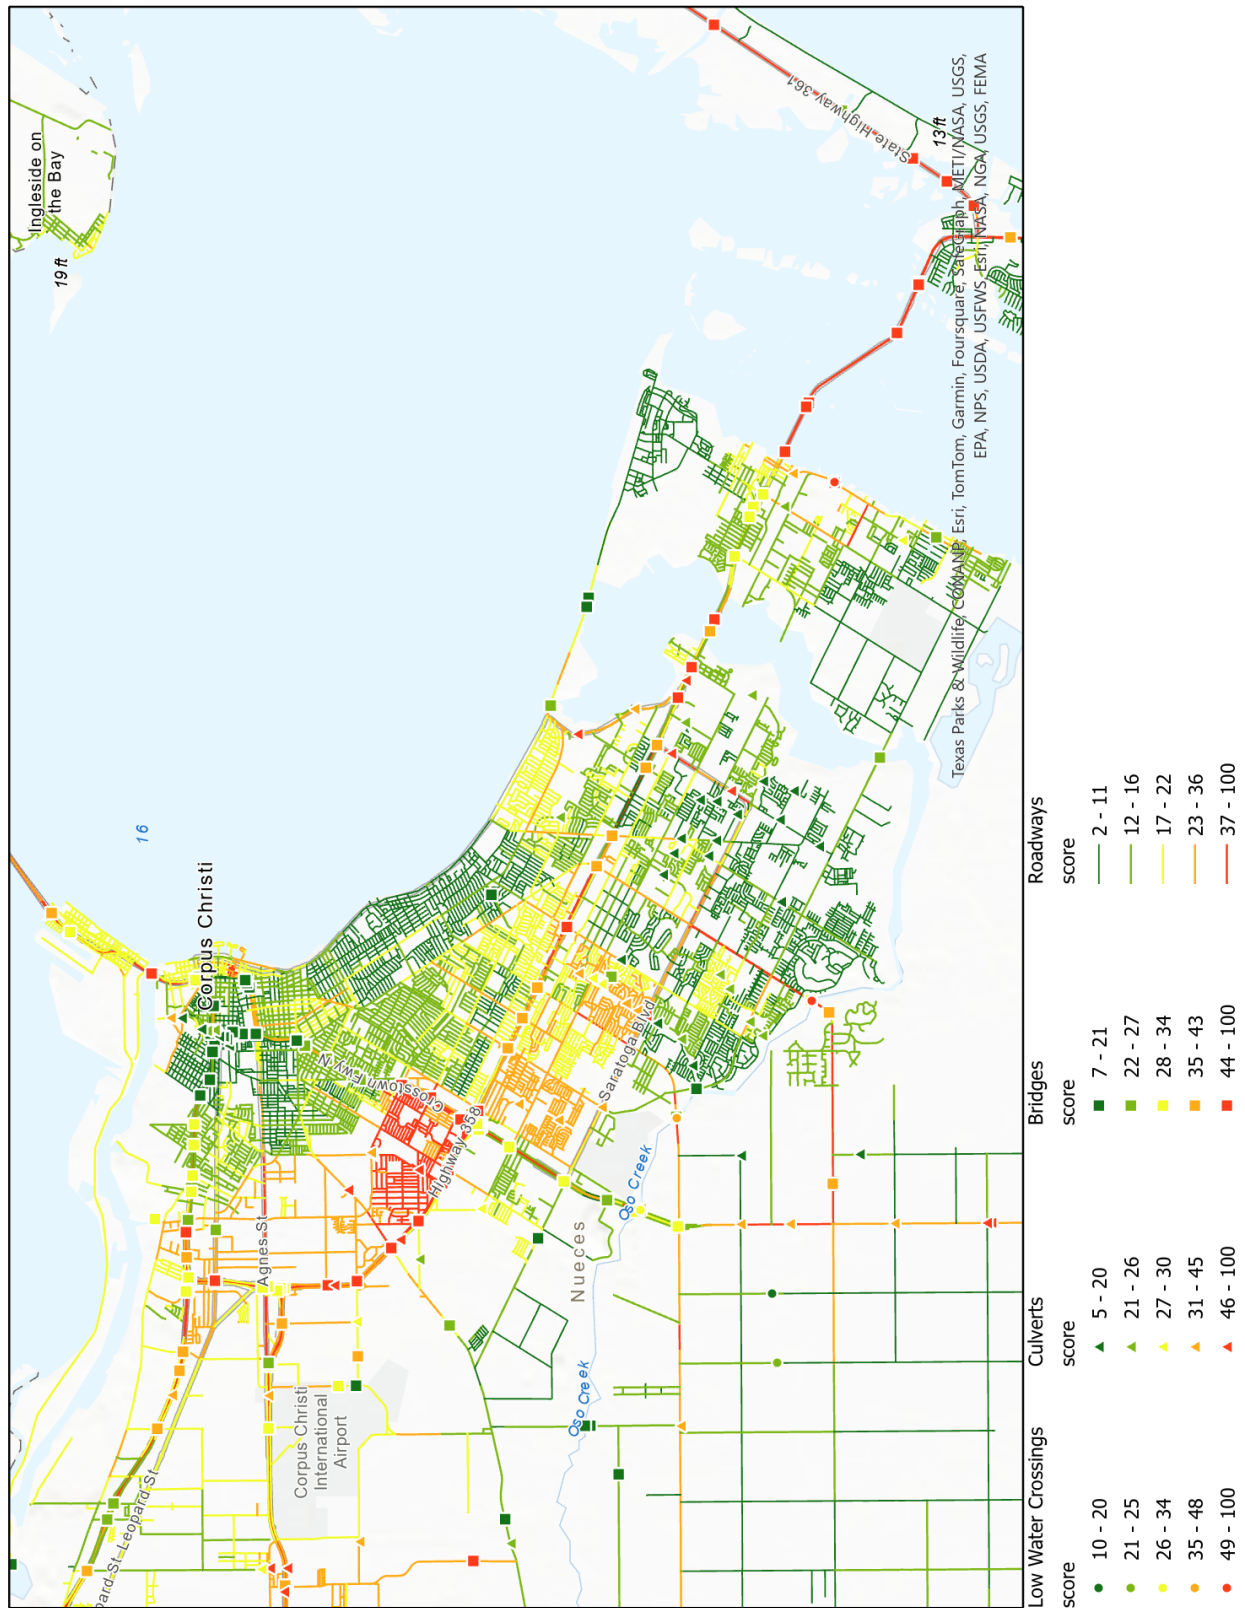 Ingleside on
the Bay
19 ft
16
Corpus Christi
State Highway 361
13 ft
pard St
Leopard St
Agnes St
Crosstown Fwy N
Highway 358
Saratoga Blvd
Corpus Christi
International
Airport
Nueces
Oso Creek
Oso Creek
Texas Parks & Wildlife, CONANP, Esri, TomTom, Garmin, Foursquare, SafeGraph, METI/NASA, USGS,
EPA, NPS, USDA, USFWS, Esri, NASA, NGA, USGS, FEMA
Low Water Crossings
score
10 - 20
21 - 25
26 - 34
35 - 48
49 - 100
Culverts
score
5 - 20
21 - 26
27 - 30
31 - 45
46 - 100
Bridges
score
7 - 21
22 - 27
28 - 34
35 - 43
44 - 100
Roadways
score
2 - 11
12 - 16
17 - 22
23 - 36
37 - 100